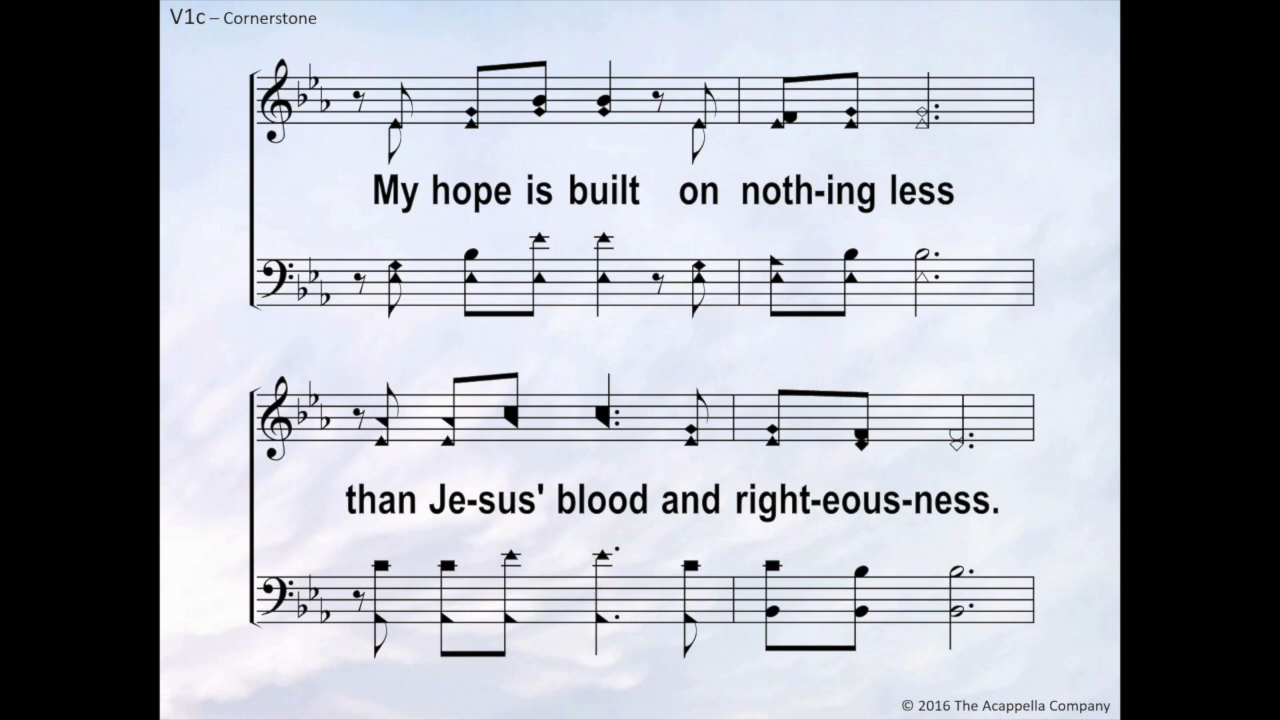 V1c – Cornerstone
My hope is built on noth-ing less
than Je-sus' blood and right-eous-ness.
© 2016 The Acappella Company